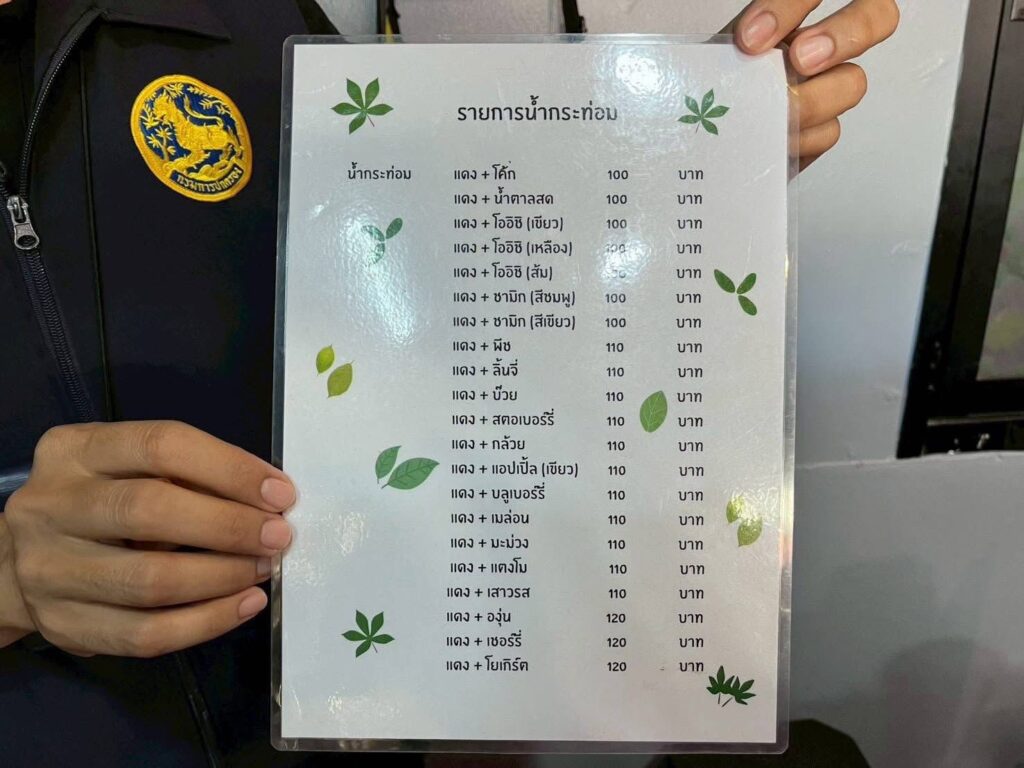 กรมการปกครอง
รายการน้ำกระท่อม
น้ำกระท่อม แดง + โค้ก 100 บาท
แดง + น้ำตาลสด 100 บาท
แดง + โออิชิ (เขียว) 100 บาท
แดง + โออิชิ (เหลือง) บาท
แดง + โออิชิ (ส้ม) บาท
แดง + ชามิก (สีชมพู) 100 บาท
แดง + ชามิก (สีเขียว) 100 บาท
แดง + พีช 110 บาท
แดง + ลิ้นจี่ 110 บาท
แดง + บ๊วย 110 บาท
แดง + สตอเบอร์รี่ 110 บาท
แดง + กล้วย 110 บาท
แดง + แอปเปิ้ล (เขียว) 110 บาท
แดง + บลูเบอร์รี่ 110 บาท
แดง + เมล่อน 110 บาท
แดง + มะม่วง 110 บาท
แดง + แตงโม 110 บาท
แดง + เสาวรส 110 บาท
แดง + องุ่น 120 บาท
แดง + เชอร์รี่ 120 บาท
แดง + โยเกิร์ต 120 บาท